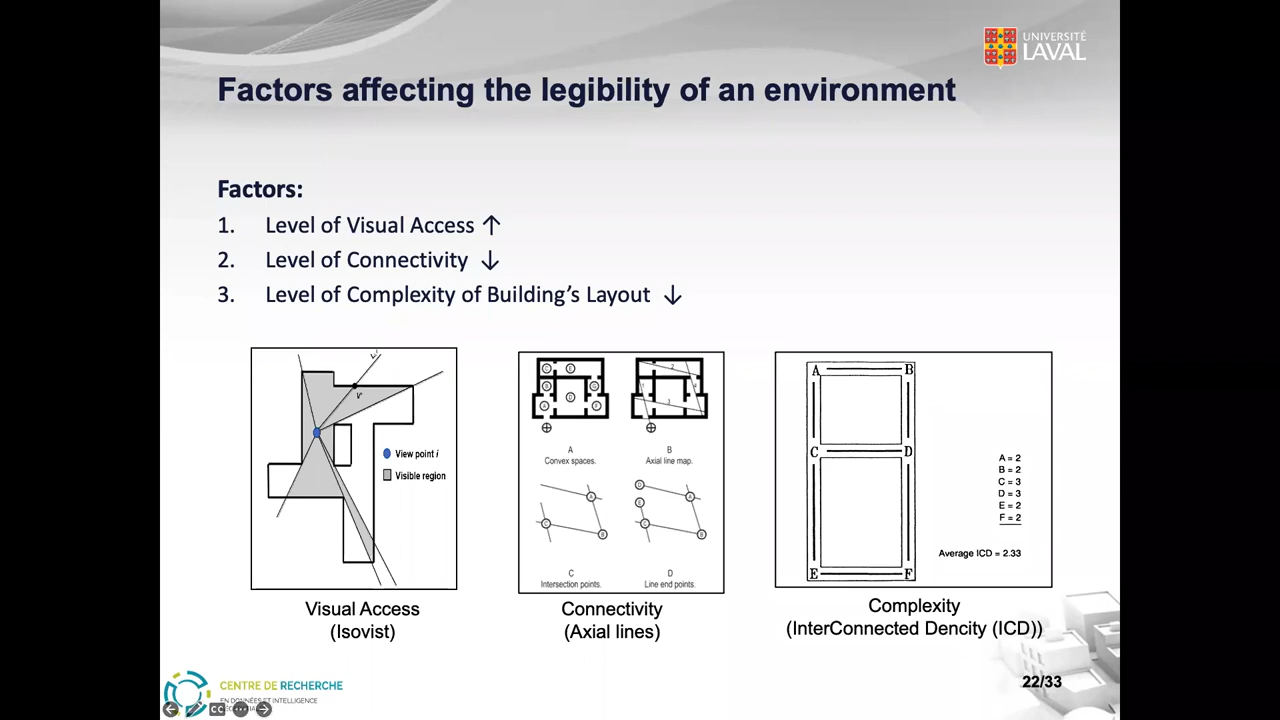 UNIVERSITÉ
LAVAL
Factors affecting the legibility of an environment
Factors:
1. Level of Visual Access ↑
2. Level of Connectivity ↓
3. Level of Complexity of Building's Layout ↓
View point i
Visible region
Visual Access
(Isovist)
A
Convex spaces.
B
Axial line map.
C
Intersection points.
D
Line end points.
Connectivity
(Axial lines)
A B
C D
E F
A = 2
B = 2
C = 3
D = 3
E = 2
F = 2
Average ICD = 2.33
Complexity
(InterConnected Dencity (ICD))
22/33
CENTRE DE RECHERCHE
EN DONNÉES ET INTELLIGENCE